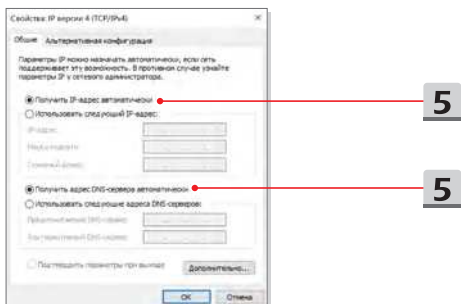 Свойства: IP версии 4 (TCP/IPv4)
Общие Альтернативная конфигурация
Параметры IP можно назначать автоматически, если сеть
поддерживает эту возможность. В противном случае узнайте
параметры IP у сетевого администратора.
Получить IP-адрес автоматически
5
Использовать следующий IP-адрес:
IP-адрес:
Маска подсети:
Основной шлюз:
Получить адрес DNS-сервера автоматически
5
Использовать следующие адреса DNS-серверов:
Предпочитаемый DNS-сервер:
Альтернативный DNS-сервер:
Подтвердить параметры при выходе
Дополнительно...
ОК Отмена